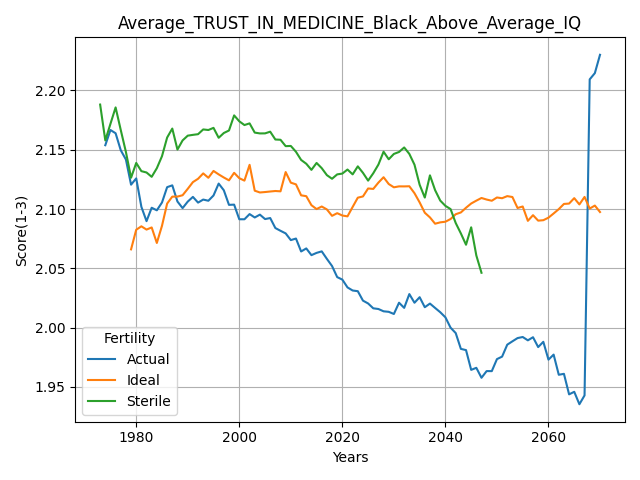 Average_TRUST_IN_MEDICINE_Black_Above_Average_IQ
Score(1-3)
2.20
2.15
2.10
2.05
2.00
1.95
Fertility
Actual
Ideal
Sterile
1980
2000
2020
2040
2060
Years